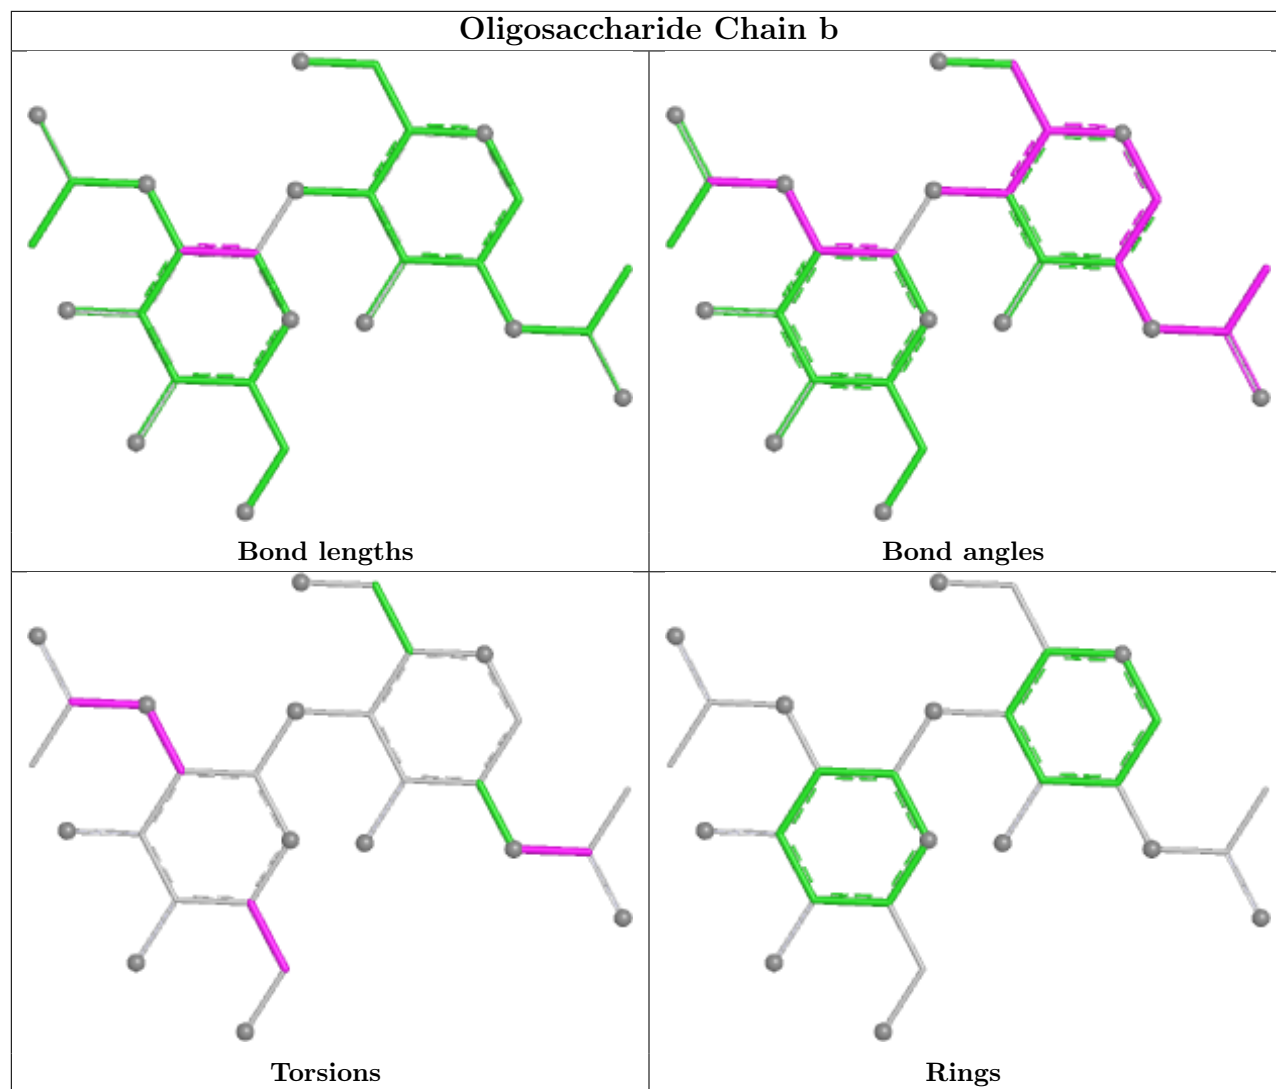 Oligosaccharide Chain b
Bond lengths
Bond angles
Torsions
Rings